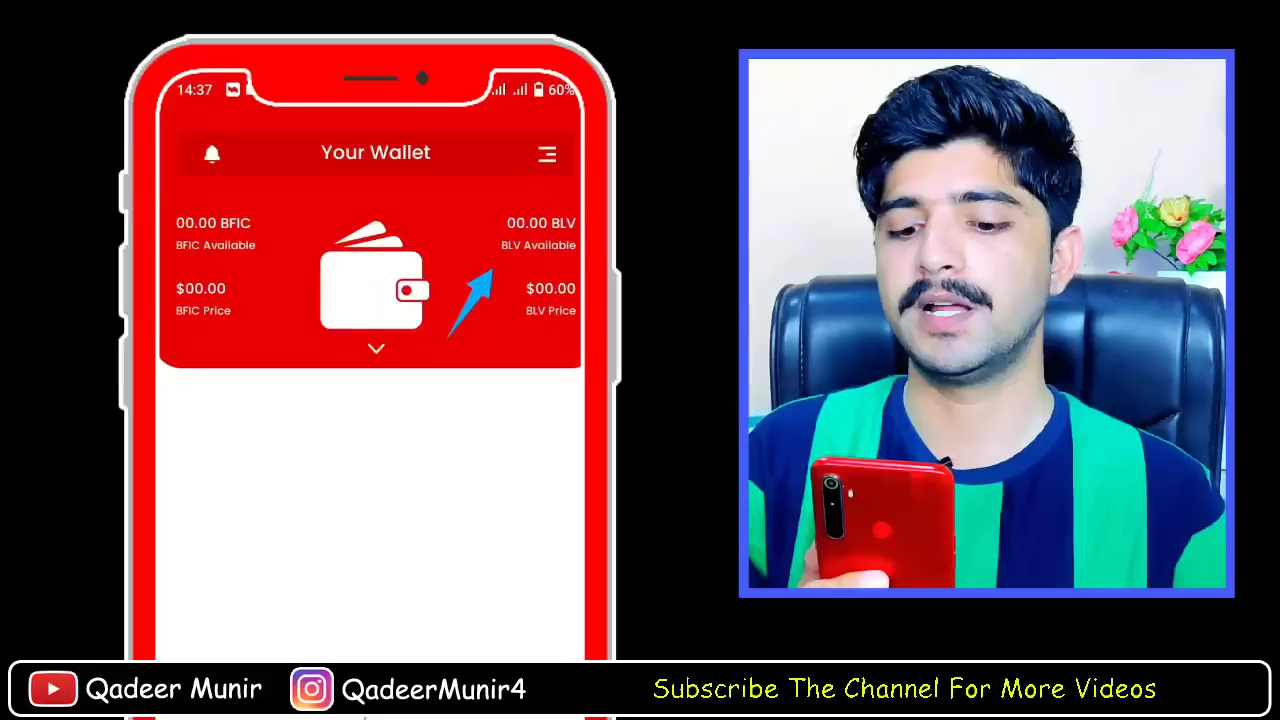 14:37
60%
Your Wallet
00.00 BFIC
00.00 BLV
BFIC Available
BLV Available
$00.00
$00.00
BFIC Price
BLV Price
Qadeer Munir
QadeerMunir4
Subscribe The Channel For More Videos